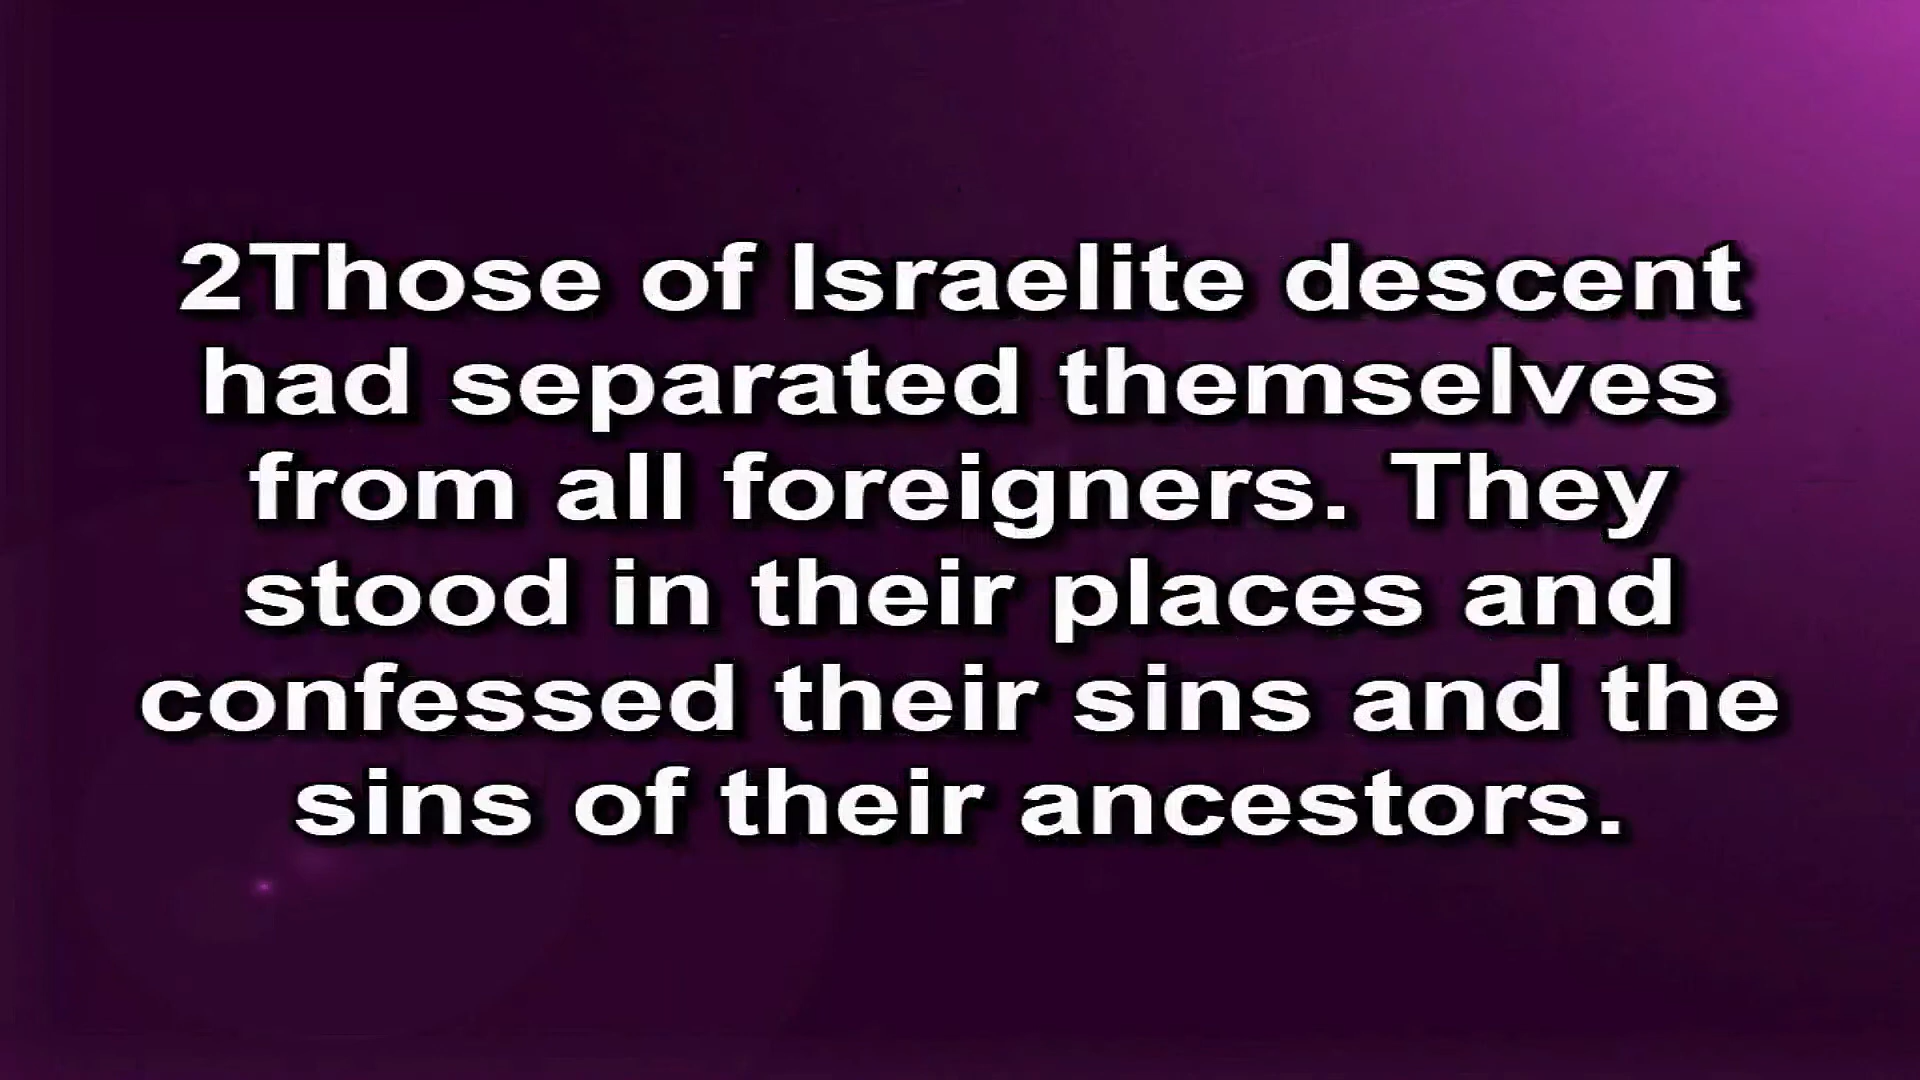 2Those of Israelite descent
had separated themselves
from all foreigners. They
stood in their places and
confessed their sins and the
sins of their ancestors.